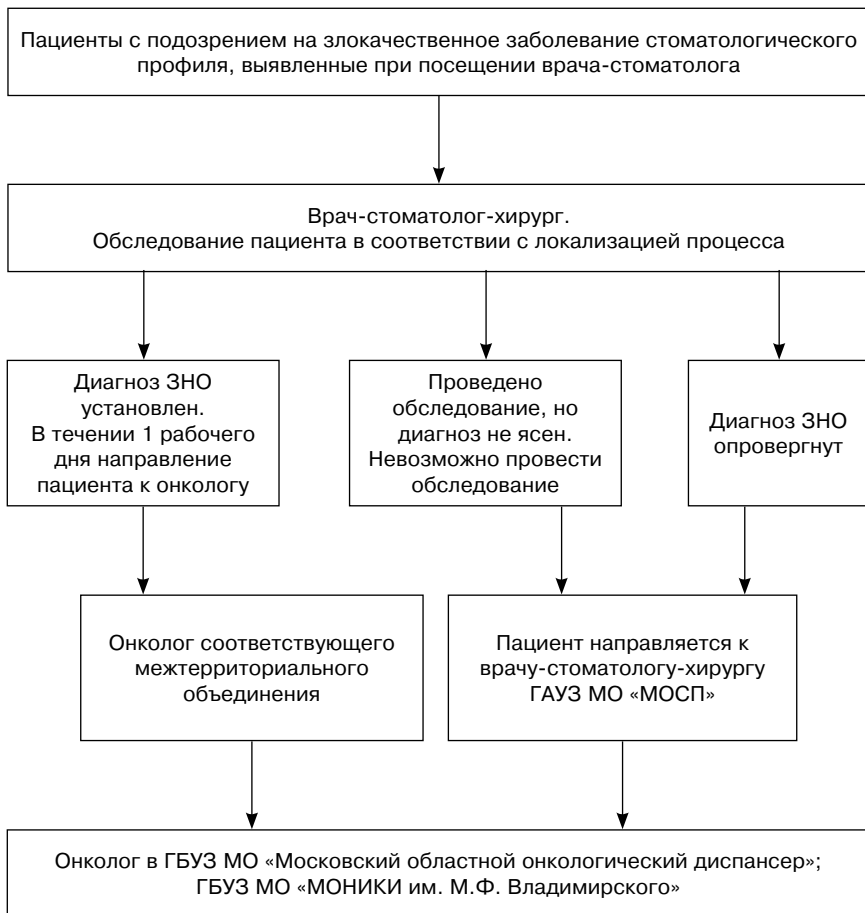 Пациенты с подозрением на злокачественное заболевание стоматологического
профиля, выявленные при посещении врача-стоматолога
Врач-стоматолог-хирург.
Обследование пациента в соответствии с локализацией процесса
Диагноз ЗНО
установлен.
В течении 1 рабочего
дня направление
пациента к онкологу
Проведено
обследование, но
диагноз не ясен.
Невозможно провести
обследование
Диагноз ЗНО
опровергнут
Онколог соответствующего
межтерриториального
объединения
Пациент направляется к
врачу-стоматологу-хирургу
ГАУЗ МО «МОСП»
Онколог в ГБУЗ МО «Московский областной онкологический диспансер»;
ГБУЗ МО «МОНИКИ им. М.Ф. Владимирского»